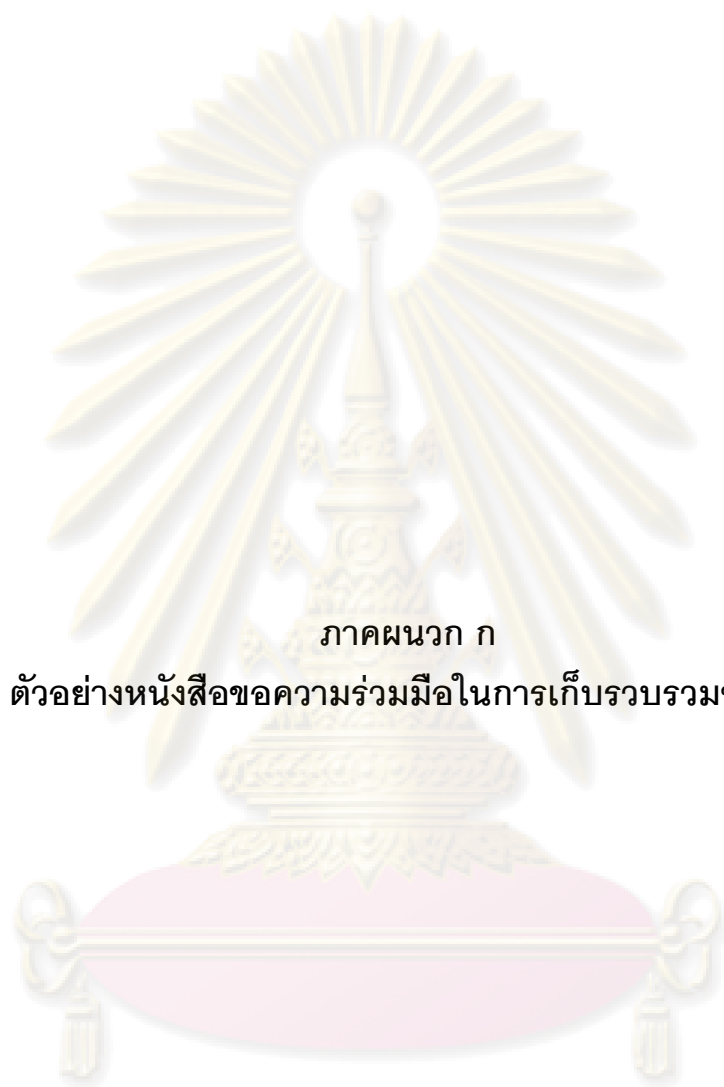 ภาคผนวก ก
ตัวอย่างหนังสือขอความร่วมมือในการเก็บรวบรวม